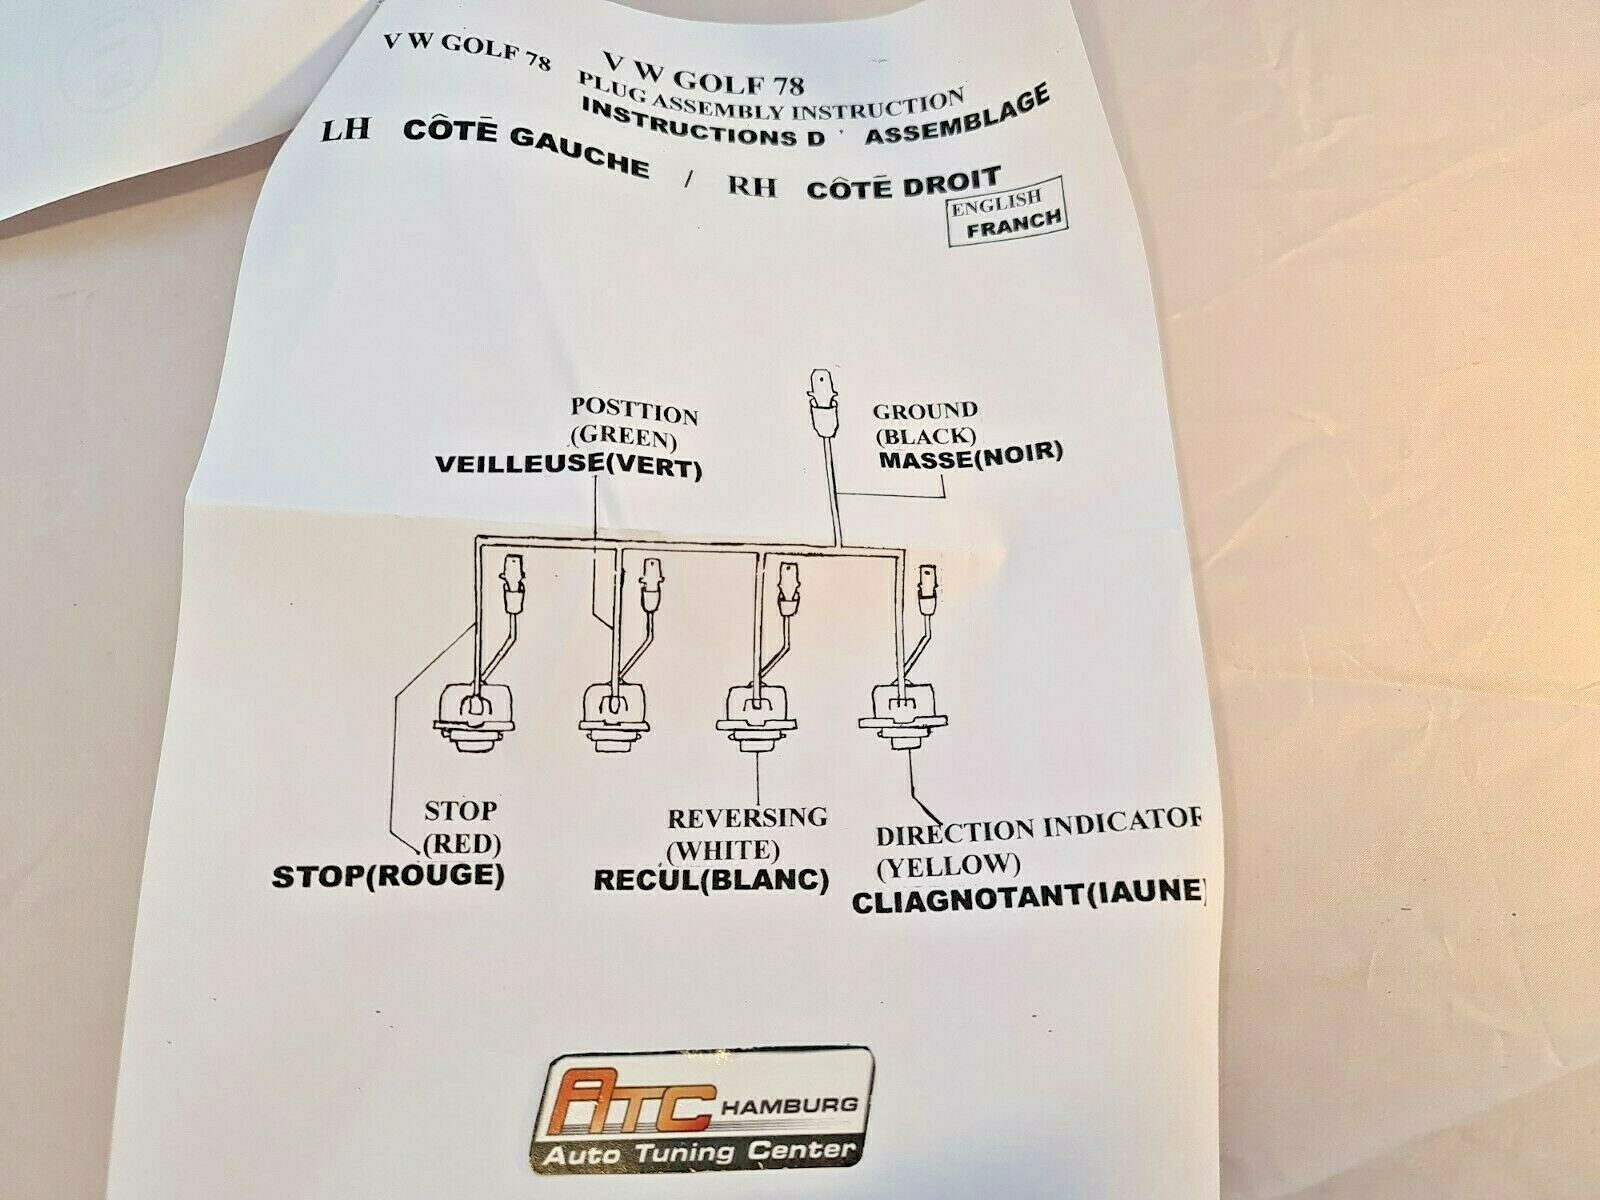 V W GOLF 78
V W GOLF 78
PLUG ASSEMBLY INSTRUCTION
INSTRUCTIONS D ' ASSEMBLAGE
LH CÔTĒ GAUCHE / RH CÔTĒ DROIT
ENGLISH
FRANCH
POSTTION
(GREEN)
VEILLEUSE(VERT)
GROUND
(BLACK)
MASSE(NOIR)
STOP
(RED)
STOP(ROUGE)
REVERSING
(WHITE)
RECUL(BLANC)
DIRECTION INDICATOR
(YELLOW)
CLIAGNOTANT(IAUNE)
ATC HAMBURG
Auto Tuning Center